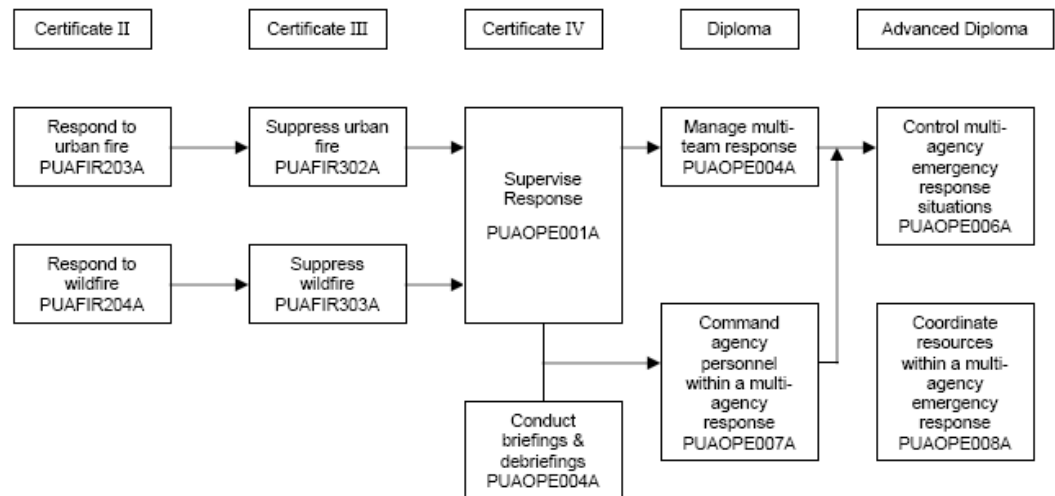 Certificate II
Certificate III
Certificate IV
Diploma
Advanced Diploma
Respond to
urban fire
PUAFIR203A
Suppress urban
fire
PUAFIR302A
Supervise
Response
PUAOPE001A
Manage multi-
team response
PUAOPE004A
Control multi-
agency
emergency
response
situations
PUAOPE006A
Respond to
wildfire
PUAFIR204A
Suppress
wildfire
PUAFIR303A
Command
agency
personnel
within a multi-
agency
response
PUAOPE007A
Coordinate
resources
within a multi-
agency
emergency
response
PUAOPE008A
Conduct
briefings &
debriefings
PUAOPE004A